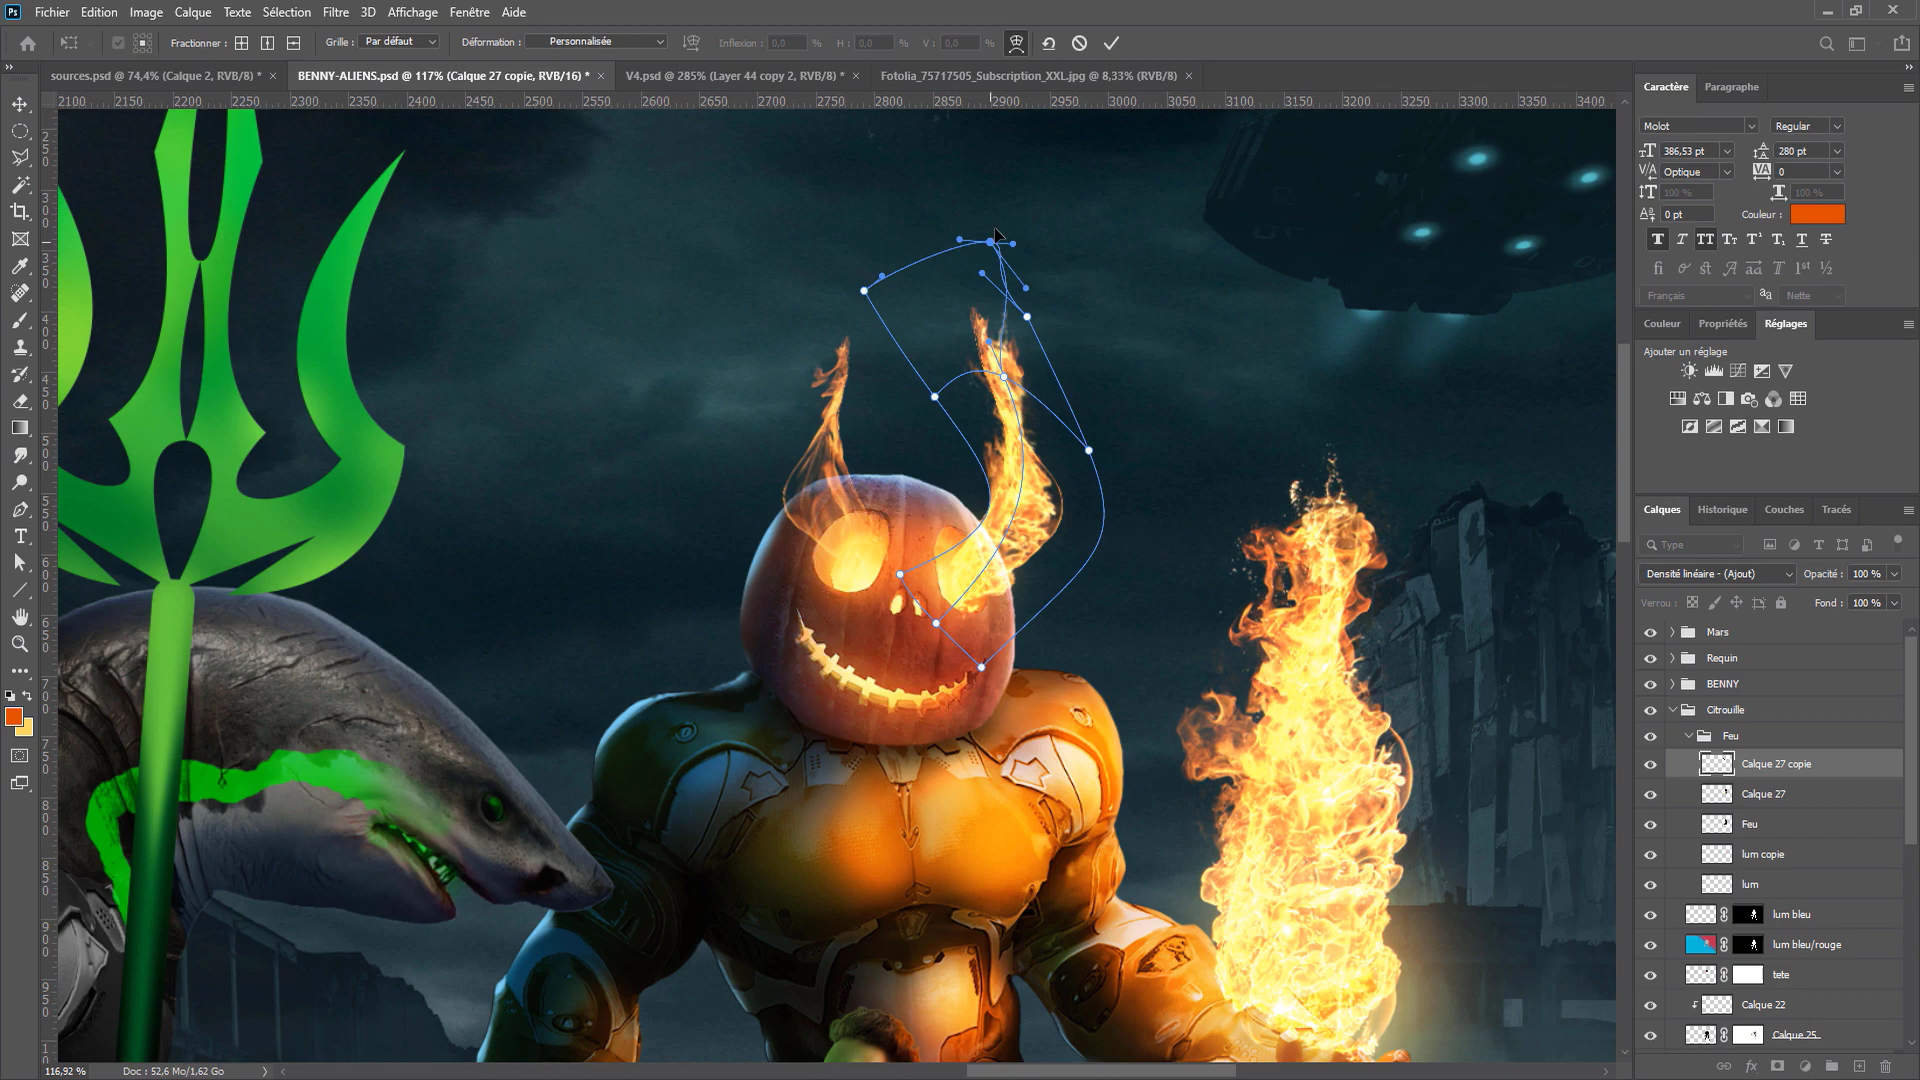 Ps Fichier Edition Image Calque Texte Sélection Filtre 3D Affichage Fenêtre Aide
Fractionner : Grille : Par défaut Déformation : Personnalisée Inflexion : 0,0 % H : 0,0 % V : 0,0 %
sources.psd @ 74,4% (Calque 2, RVB/8) * BENNY-ALIENS.psd @ 117% (Calque 27 copie, RVB/16) * V4.psd @ 285% (Layer 44 copy 2, RVB/8) * Fotolia_75717505_Subscription_XXL.jpg @ 8,33% (RVB/8)
2100 2150 2200 2250 2300 2350 2400 2450 2500 2550 2600 2650 2700 2750 2800 2850 2900 2950 3000 3050 3100 3150 3200 3250 3300 3350 3400
Caractère Paragraphe
Molot Regular
386,53 pt 280 pt
Optique 0
100 % 100 %
0 pt Couleur :
Français Nette
Couleur Propriétés Réglages
Ajouter un réglage
Calques Historique Couches Tracés
Type
Densité linéaire - (Ajout) Opacité : 100 %
Verrou : Fond : 100 %
Mars
Requin
BENNY
Citrouille
Feu
Calque 27 copie
Calque 27
Feu
lum copie
lum
lum bleu
lum bleu/rouge
tete
Calque 22
Calque 25
116,92 % Doc : 52,6 Mo/1,62 Go